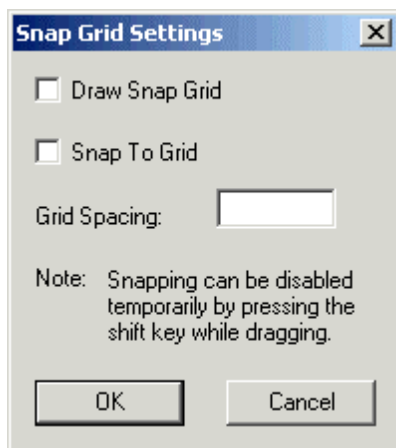 Snap Grid Settings
Draw Snap Grid
Snap To Grid
Grid Spacing:
Note: Snapping can be disabled
temporarily by pressing the
shift key while dragging.
OK Cancel